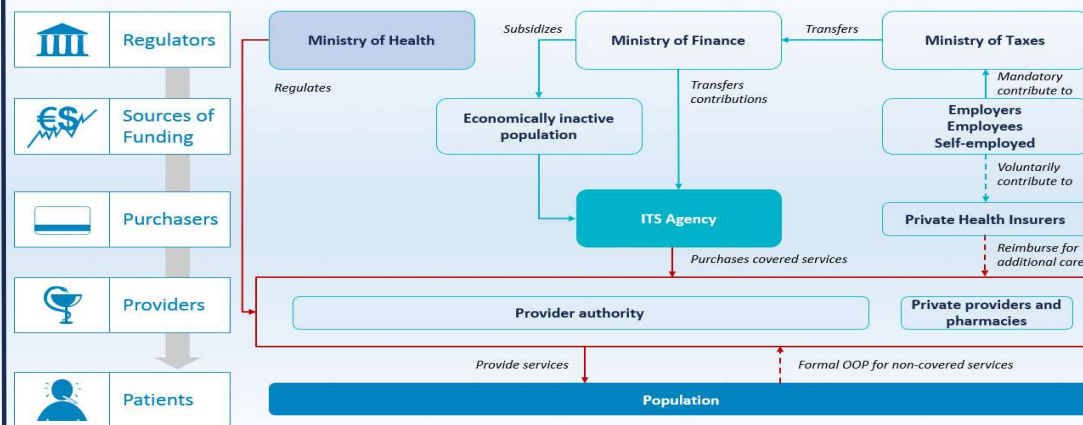 Regulators
Ministry of Health
Subsidizes
Ministry of Finance
Transfers
Ministry of Taxes
Regulates
Transfers
contributions
Mandatory
contribute to
€$
Sources of
Funding
Economically inactive
population
Employers
Employees
Self-employed
Voluntarily
contribute to
Purchasers
ITS Agency
Private Health Insurers
Purchases covered services
Reimburse for
additional care
Providers
Provider authority
Private providers and
pharmacies
Provide services
Formal OOP for non-covered services
Patients
Population